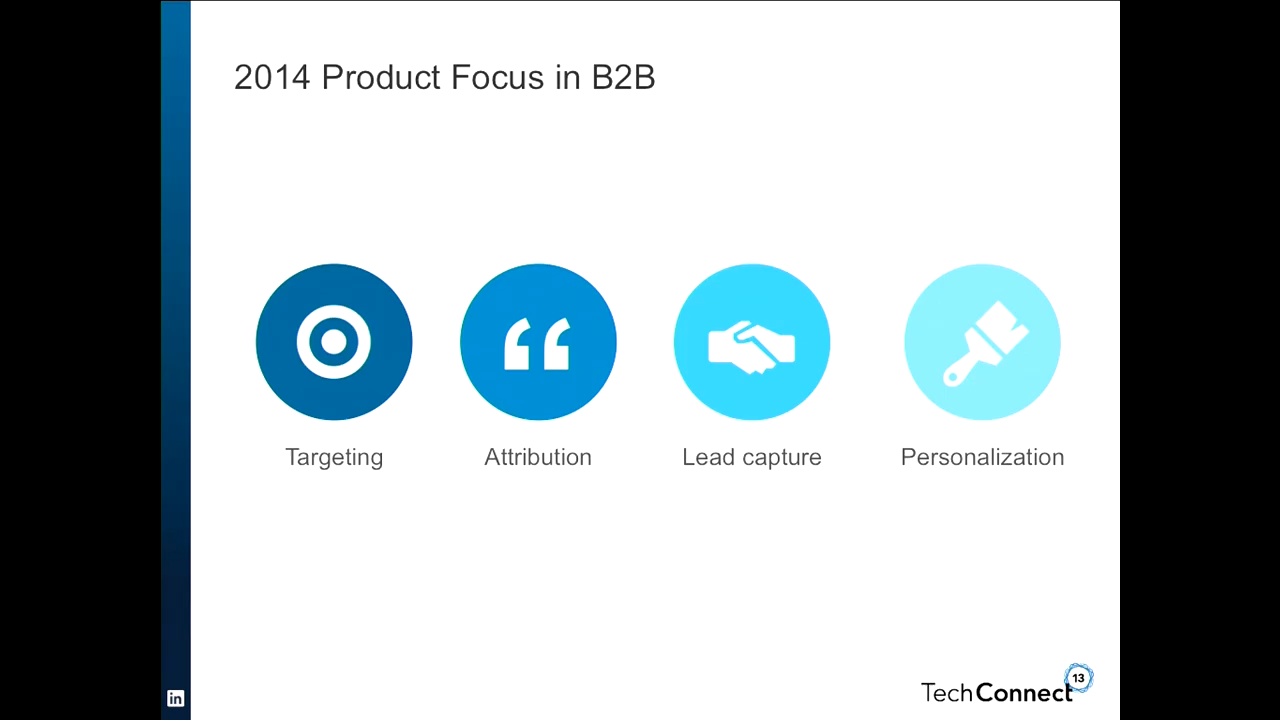 2014 Product Focus in B2B
Targeting
Attribution
Lead capture
Personalization
in
TechConnect 13